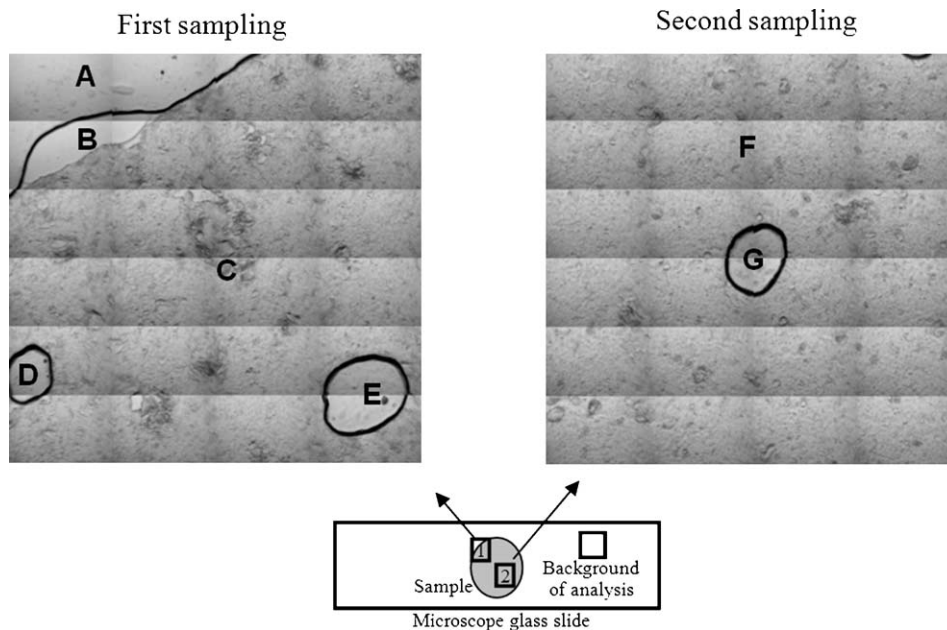 First sampling
Second sampling
A
B
C
D
E
F
G
1
2
Sample
Background
of analysis
Microscope glass slide